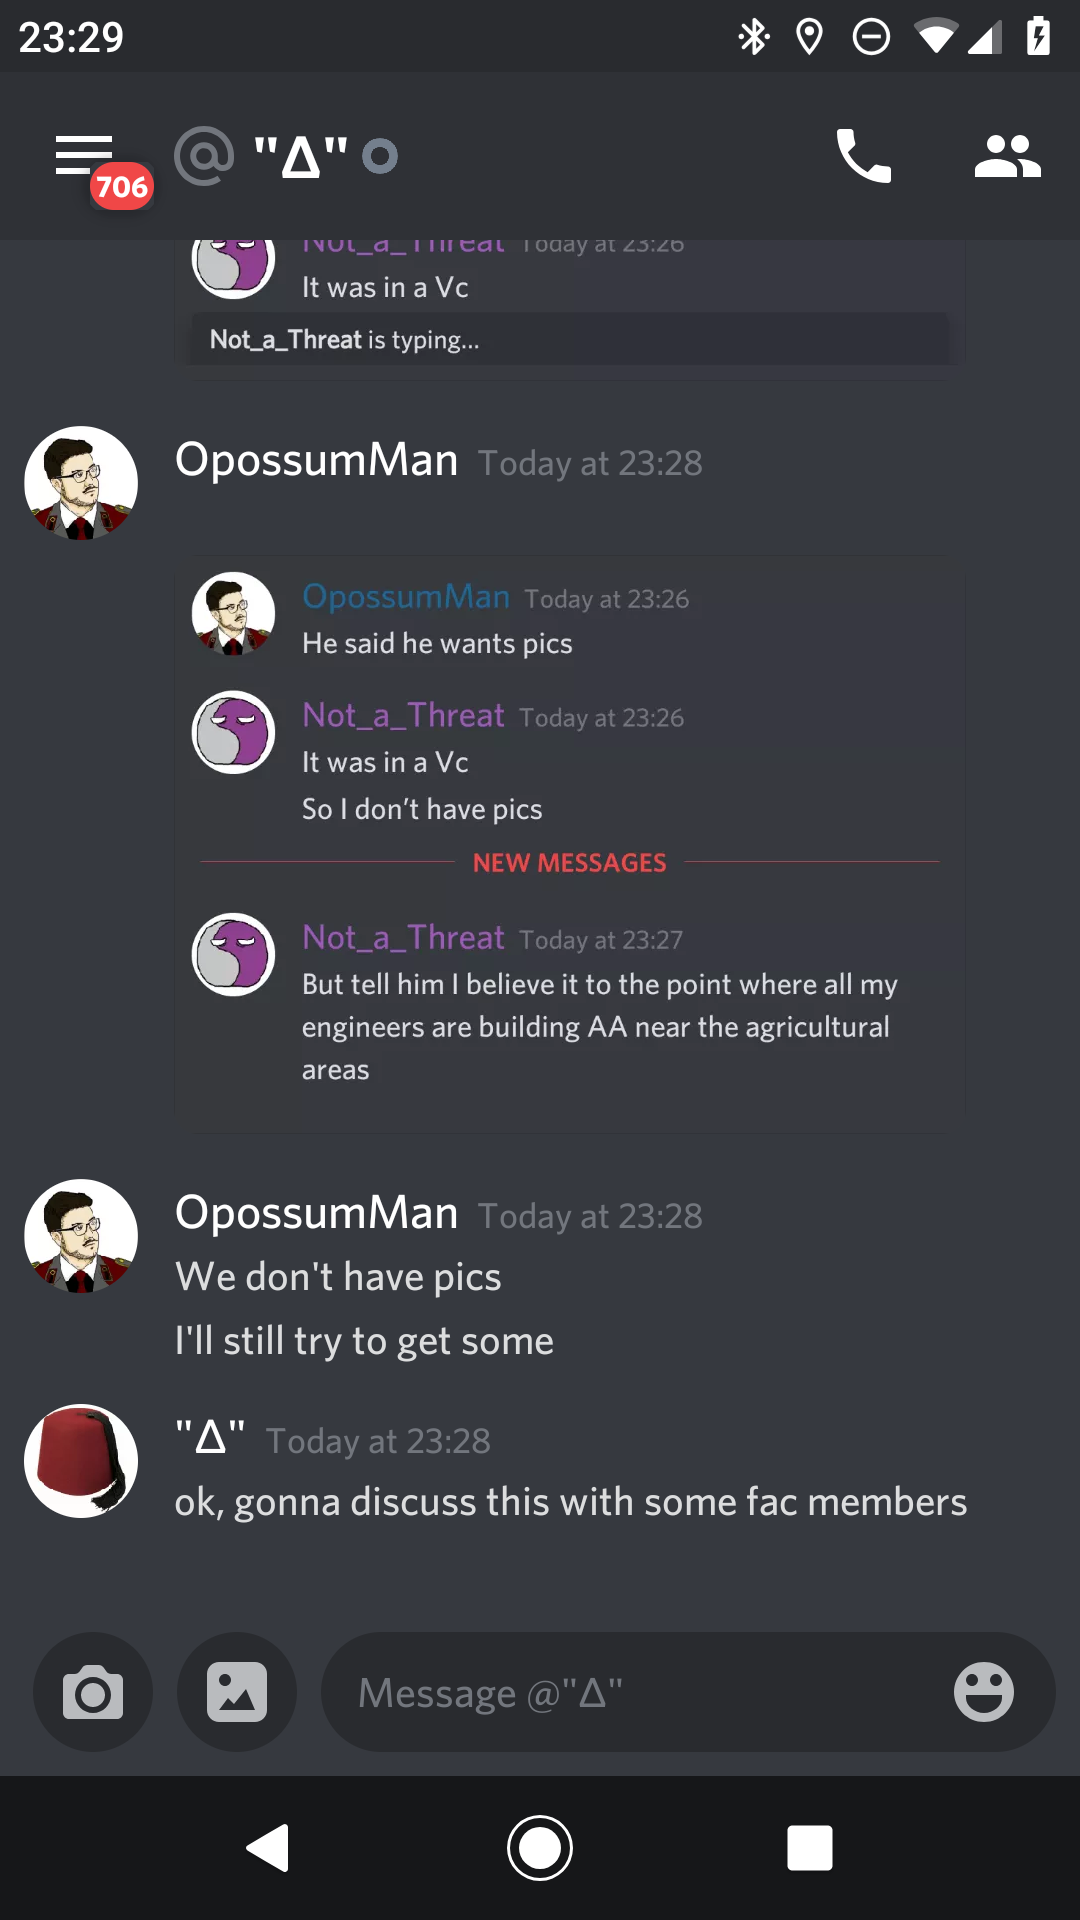 23:29
706
@ "Δ"
Not_a_Threat Today at 23:26
It was in a Vc
Not_a_Threat is typing...
OpossumMan Today at 23:28
OpossumMan Today at 23:26
He said he wants pics
Not_a_Threat Today at 23:26
It was in a Vc
So I don’t have pics
NEW MESSAGES
Not_a_Threat Today at 23:27
But tell him I believe it to the point where all my
engineers are building AA near the agricultural
areas
OpossumMan Today at 23:28
We don't have pics
I'll still try to get some
"Δ" Today at 23:28
ok, gonna discuss this with some fac members
Message @"Δ"